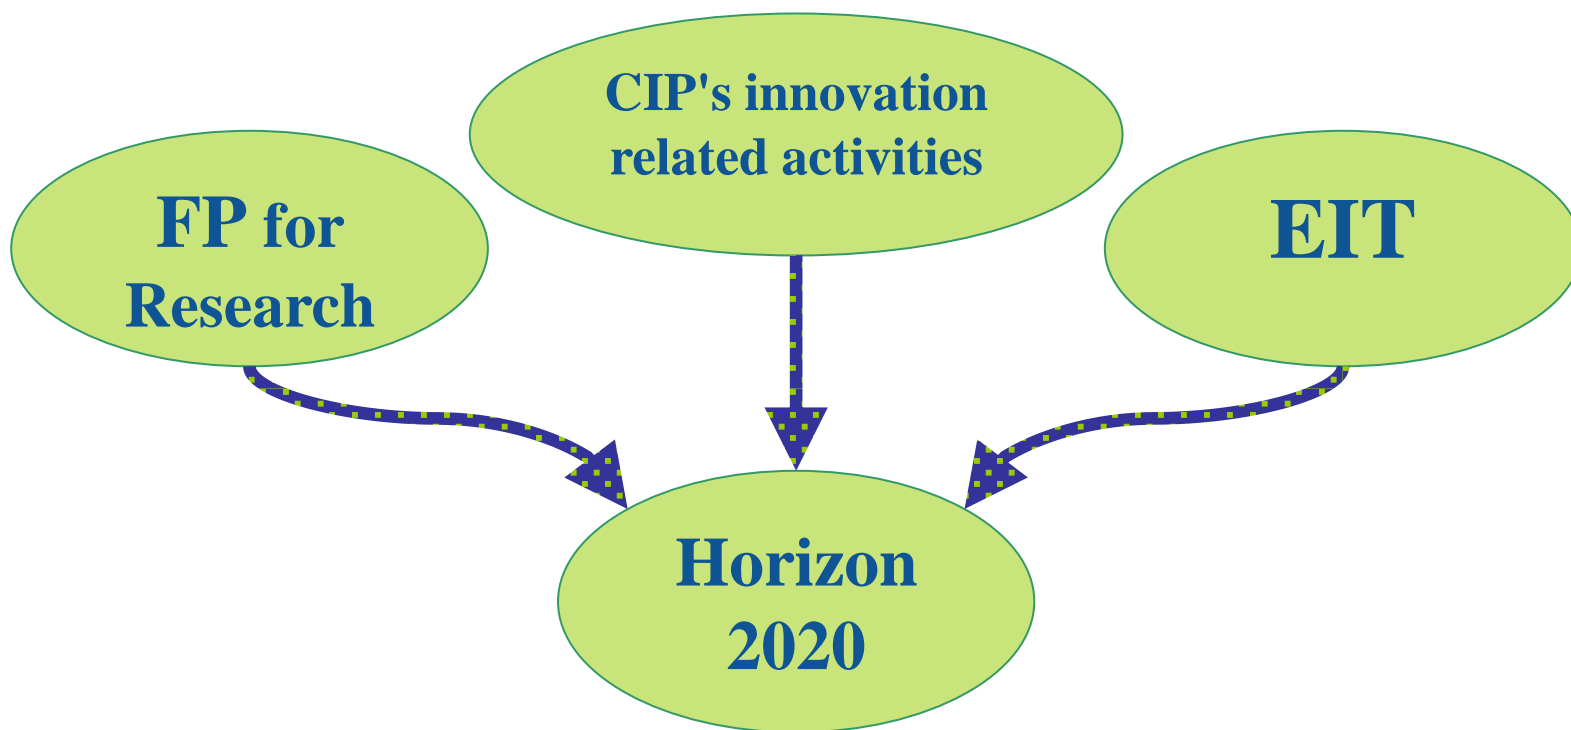 CIP's innovation
related activities
FP for
Research
EIT
Horizon
2020